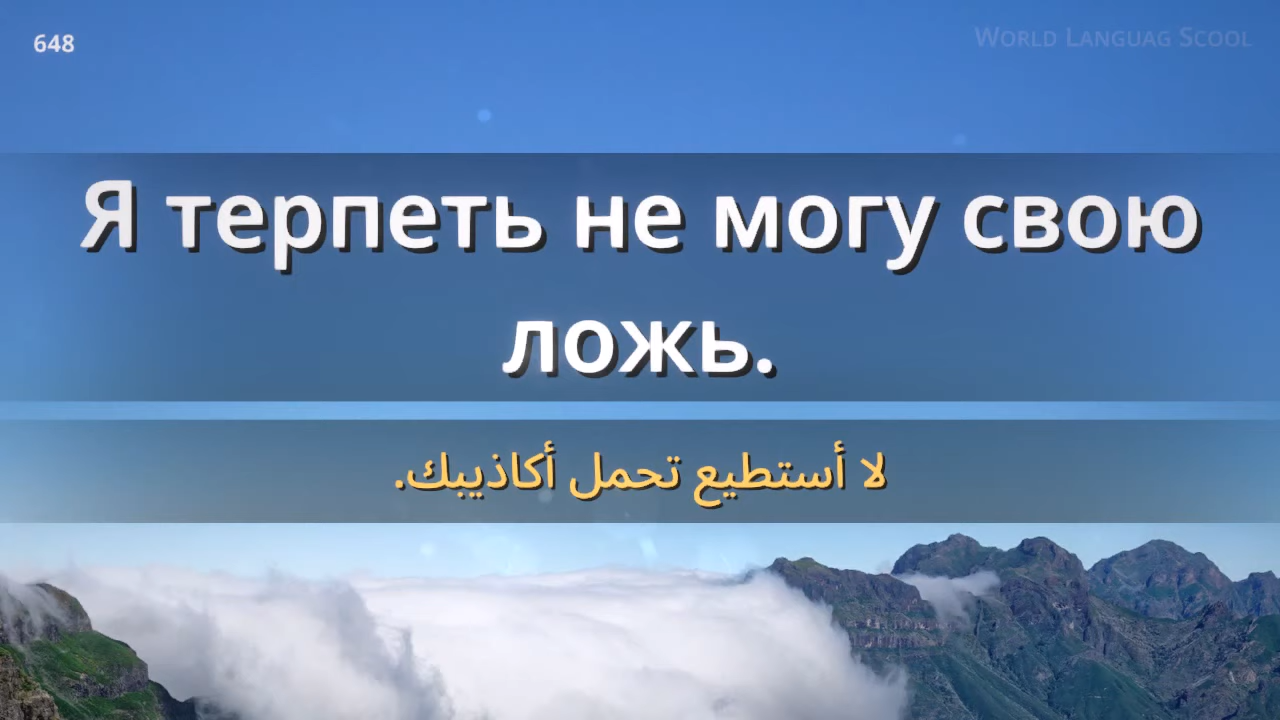 648
World Languag Scool
Я терпеть не могу свою
ложь.
لا أستطيع تحمل أكاذيبك.